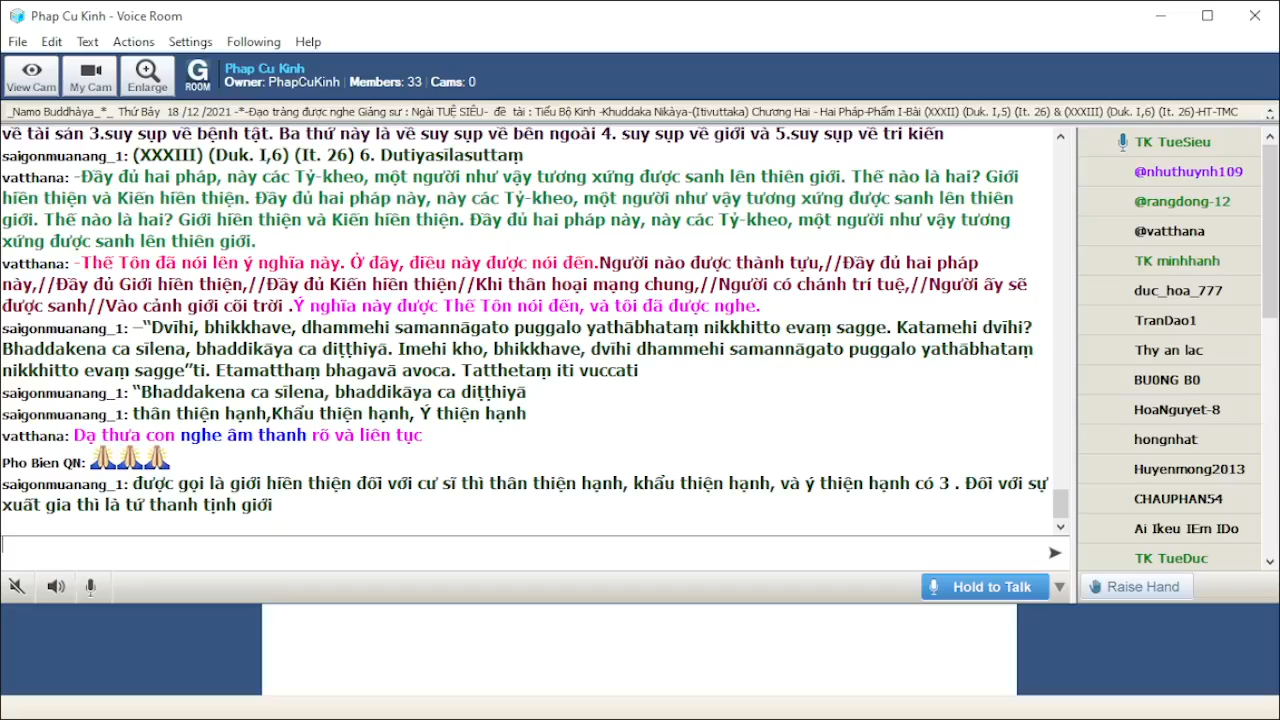 Phap Cu Kinh - Voice Room
File Edit Text Actions Settings Following Help
View Cam My Cam Enlarge G ROOM
Phap Cu Kinh
Owner: PhapCuKinh | Members: 33 | Cams: 0
_Namo Buddhàya_*_ Thứ Bảy 18 /12 /2021 -*-Đạo tràng được nghe Giảng sư : Ngài TUỆ SIÊU- đề tài : Tiểu Bộ Kinh -Khuddaka Nikàya-(Itivuttaka) Chương Hai - Hai Pháp-Phẩm I-Bài (XXXII) (Duk. I,5) (It. 26) & (XXXIII) (Duk. I,6) (It. 26)-HT-TMC
về tài sản 3.suy sụp về bệnh tật. Ba thứ này là về suy sụp về bên ngoài 4. suy sụp về giới và 5.suy sụp về tri kiến
saigonmuanang_1: (XXXIII) (Duk. I,6) (It. 26) 6. Dutiyasīlasuttaṃ
vatthana: -Đầy đủ hai pháp, này các Tỷ-kheo, một người như vậy tương xứng được sanh lên thiên giới. Thế nào là hai? Giới
hiền thiện và Kiến hiền thiện. Đầy đủ hai pháp này, này các Tỷ-kheo, một người như vậy tương xứng được sanh lên thiên
giới. Thế nào là hai? Giới hiền thiện và Kiến hiền thiện. Đầy đủ hai pháp này, này các Tỷ-kheo, một người như vậy tương
xứng được sanh lên thiên giới.
vatthana: -Thế Tôn đã nói lên ý nghĩa này. Ở đây, điều này được nói đến.Người nào được thành tựu,//Đầy đủ hai pháp
này,//Đầy đủ Giới hiền thiện,//Đầy đủ Kiến hiền thiện//Khi thân hoại mạng chung,//Người có chánh trí tuệ,//Người ấy sẽ
được sanh//Vào cảnh giới cõi trời .Ý nghĩa này được Thế Tôn nói đến, và tôi đã được nghe.
saigonmuanang_1: –“Dvīhi, bhikkhave, dhammehi samannāgato puggalo yathābhataṃ nikkhitto evaṃ sagge. Katamehi dvīhi?
Bhaddakena ca sīlena, bhaddikāya ca diṭṭhiyā. Imehi kho, bhikkhave, dvīhi dhammehi samannāgato puggalo yathābhataṃ
nikkhitto evaṃ sagge”ti. Etamatthaṃ bhagavā avoca. Tatthetaṃ iti vuccati
saigonmuanang_1: “Bhaddakena ca sīlena, bhaddikāya ca diṭṭhiyā
saigonmuanang_1: thân thiện hạnh,Khẩu thiện hạnh, Ý thiện hạnh
vatthana: Dạ thưa con nghe âm thanh rõ và liên tục
Pho Bien QN:
saigonmuanang_1: được gọi là giới hiền thiện đối với cư sĩ thì thân thiện hạnh, khẩu thiện hạnh, và ý thiện hạnh có 3 . Đối với sự
xuất gia thì là tứ thanh tịnh giới
TK TueSieu
@nhuthuynh109
@rangdong-12
@vatthana
TK minhhanh
duc_hoa_777
TranDao1
Thy an lac
BU0NG B0
HoaNguyet-8
hongnhat
Huyenmong2013
CHAUPHAN54
Ai Ikeu IEm IDo
TK TueDuc
Hold to Talk
Raise Hand